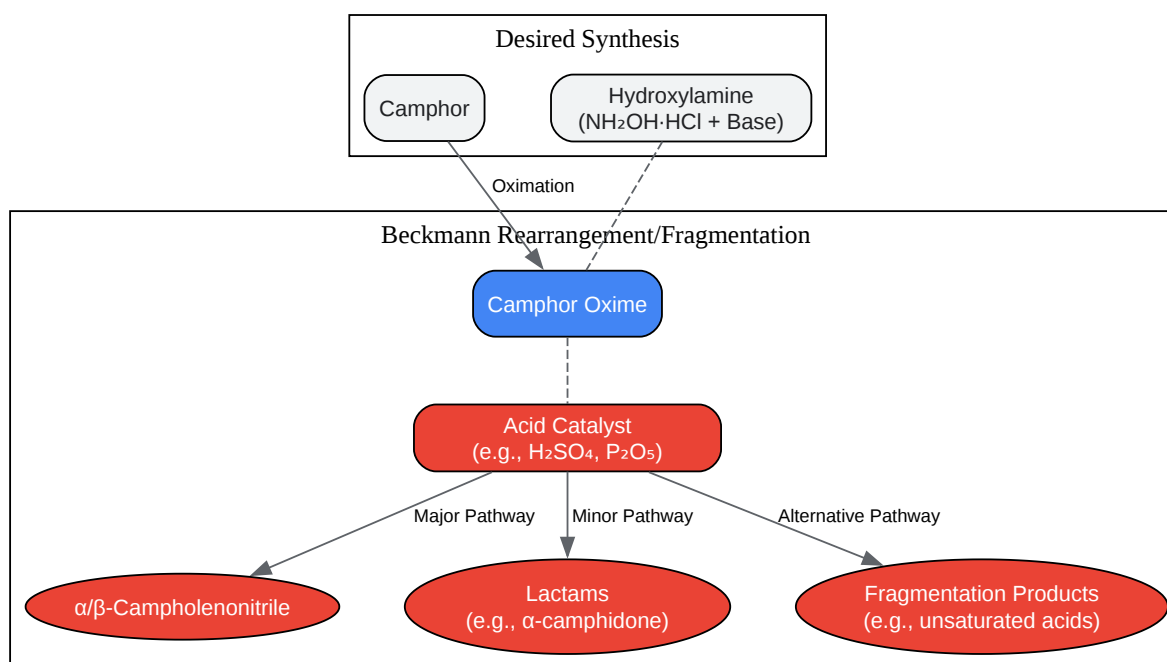 Desired Synthesis
Camphor
Hydroxylamine
(NH₂OH·HCl + Base)
Oximation
Beckmann Rearrangement/Fragmentation
Camphor Oxime
Acid Catalyst
(e.g., H₂SO₄, P₂O₅)
Major Pathway
Minor Pathway
Alternative Pathway
α/β-Campholenonitrile
Lactams
(e.g., α-camphidone)
Fragmentation Products
(e.g., unsaturated acids)